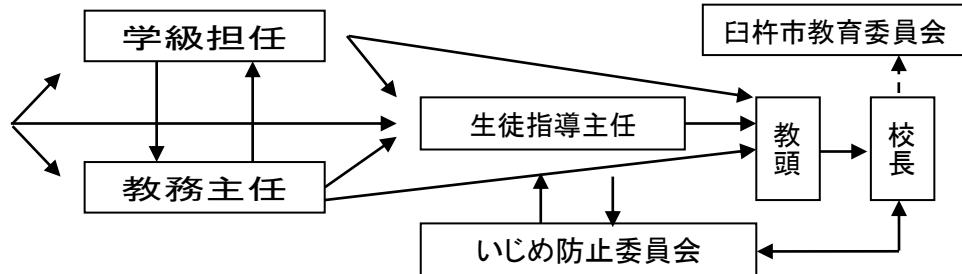 学級担任
臼杵市教育委員会
生徒指導主任
教頭
校長
教務主任
いじめ防止委員会